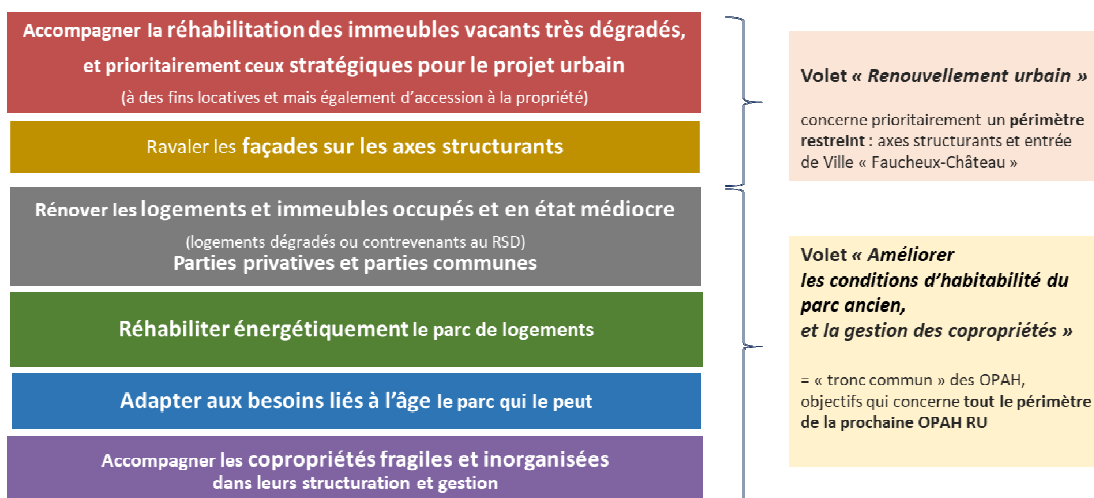 Accompagner la réhabilitation des immeubles vacants très dégradés,
et prioritairement ceux stratégiques pour le projet urbain
(à des fins locatives et mais également d'accession à la propriété)
Ravaler les façades sur les axes structurants
Rénover les logements et immeubles occupés et en état médiocre
(logements dégradés ou contrevenants au RSD)
Parties privatives et parties communes
Réhabiliter énergétiquement le parc de logements
Adapter aux besoins liés à l'âge le parc qui le peut
Accompagner les copropriétés fragiles et inorganisées
dans leurs structuration et gestion
Volet « Renouvellement urbain »
concerne prioritairement un périmètre
restreint : axes structurants et entrée
de Ville « Faucheux-Château »
Volet « Améliorer
les conditions d'habitabilité du
parc ancien,
et la gestion des copropriétés »
= « tronc commun » des OPAH,
objectifs qui concerne tout le périmètre
de la prochaine OPAH RU